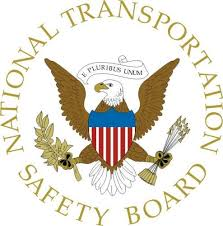 NATIONAL TRANSPORTATION
SAFETY BOARD
E PLURIBUS UNUM